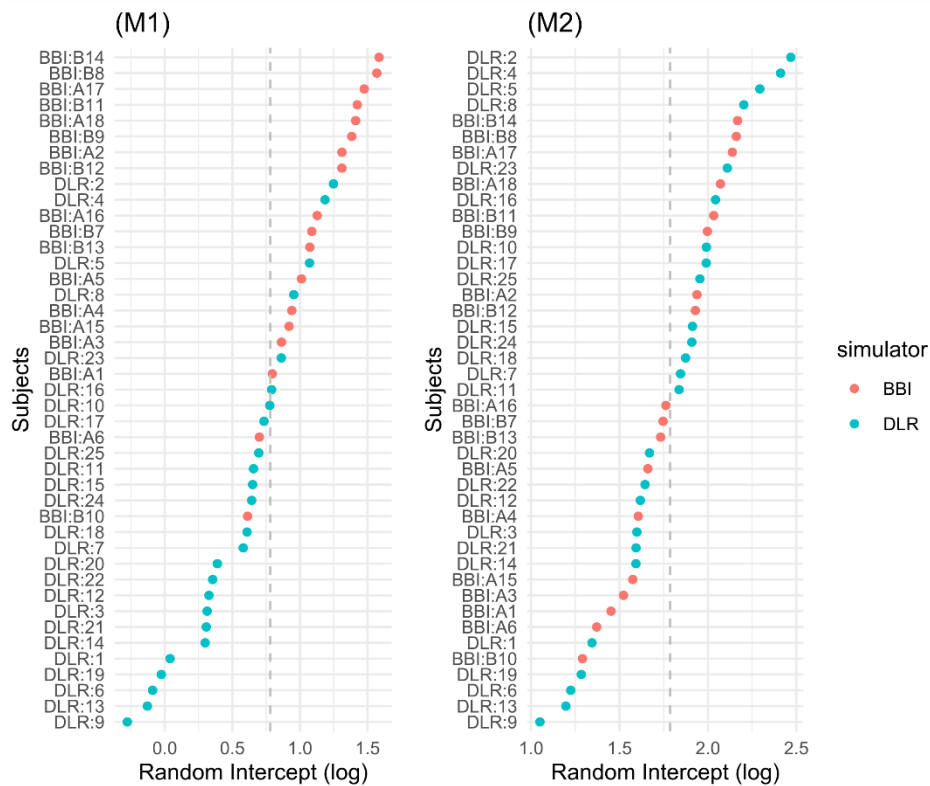 (M1)
BBI:B14
BBI:B8
BBI:A17
BBI:B11
BBI:A18
BBI:B9
BBI:A2
BBI:B12
DLR:2
DLR:4
BBI:A16
BBI:B7
BBI:B13
DLR:5
BBI:A5
DLR:8
BBI:A4
BBI:A15
BBI:A3
DLR:23
BBI:A1
DLR:16
DLR:10
DLR:17
BBI:A6
DLR:25
DLR:11
DLR:15
DLR:24
BBI:B10
DLR:18
DLR:7
DLR:20
DLR:22
DLR:12
DLR:3
DLR:21
DLR:14
DLR:1
DLR:19
DLR:6
DLR:13
DLR:9
Subjects
0.0 0.5 1.0 1.5
Random Intercept (log)
(M2)
DLR:2
DLR:4
DLR:5
DLR:8
BBI:B14
BBI:B8
BBI:A17
DLR:23
BBI:A18
DLR:16
BBI:B11
BBI:B9
DLR:10
DLR:17
DLR:25
BBI:A2
BBI:B12
DLR:15
DLR:24
DLR:18
DLR:7
DLR:11
BBI:A16
BBI:B7
BBI:B13
DLR:20
BBI:A5
DLR:22
DLR:12
BBI:A4
DLR:3
DLR:21
DLR:14
BBI:A15
BBI:A3
BBI:A1
BBI:A6
DLR:1
BBI:B10
DLR:19
DLR:6
DLR:13
DLR:9
Subjects
1.0 1.5 2.0 2.5
Random Intercept (log)
simulator
BBI
DLR